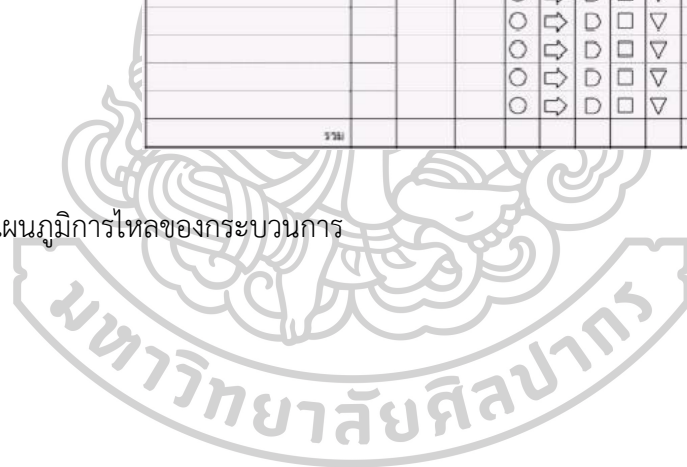 รวม
แผนภูมิการไหลของกระบวนการ
มหาวิทยาลัยศิลปากร